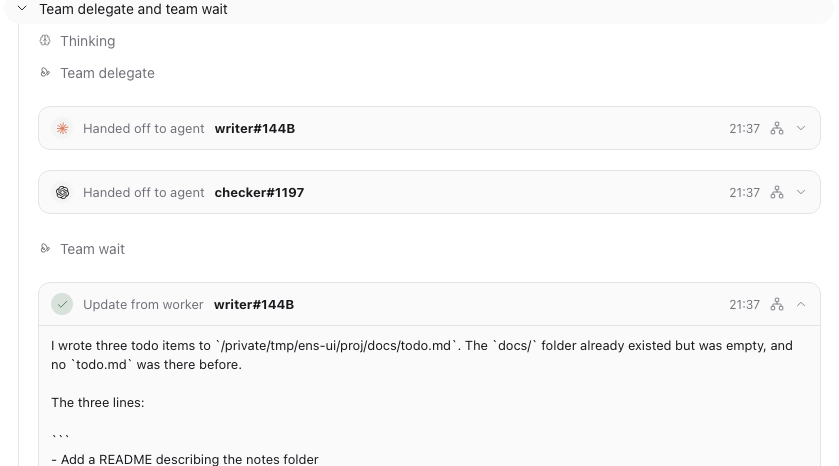 Team delegate and team wait
Thinking
Team delegate
Handed off to agent writer#144B 21:37
Handed off to agent checker#1197 21:37
Team wait
Update from worker writer#144B 21:37
I wrote three todo items to `/private/tmp/ens-ui/proj/docs/todo.md`. The `docs/` folder already existed but was empty, and
no `todo.md` was there before.
The three lines:
```
- Add a README describing the notes folder